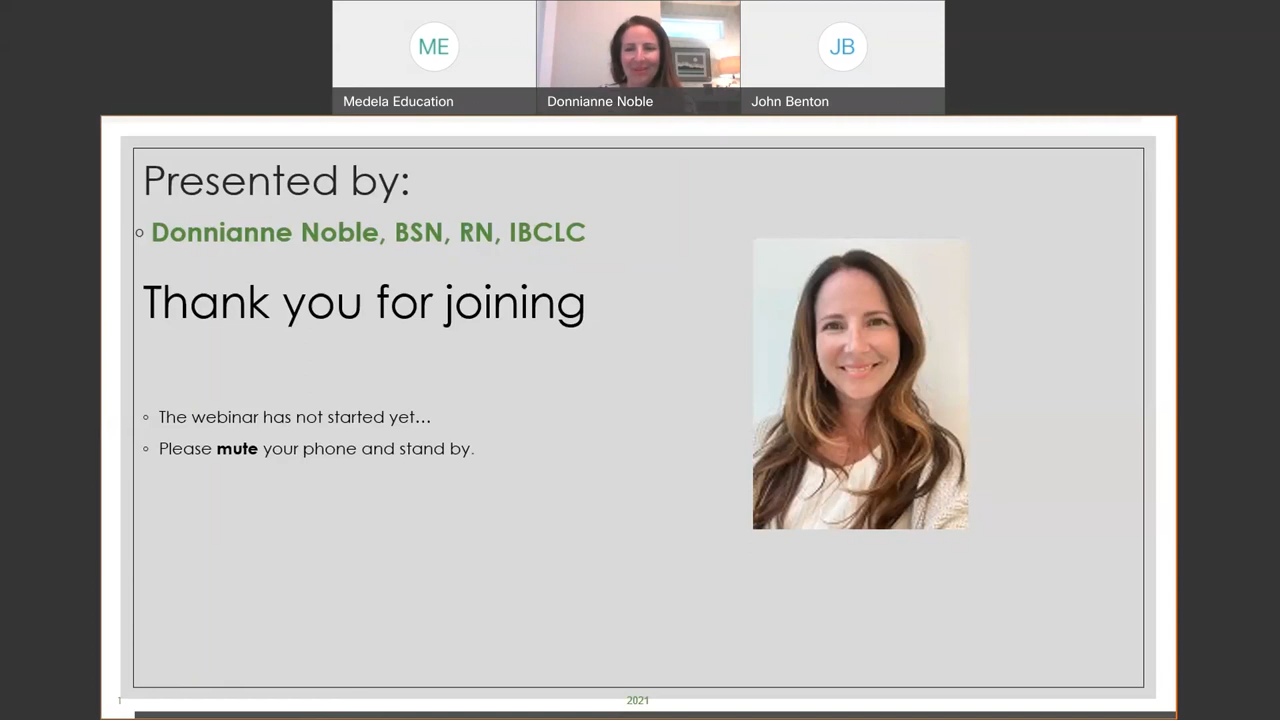 ME
JB
Medela Education
Donnianne Noble
John Benton
Presented by:
Donnianne Noble, BSN, RN, IBCLC
Thank you for joining
The webinar has not started yet…
Please mute your phone and stand by.
1
2021